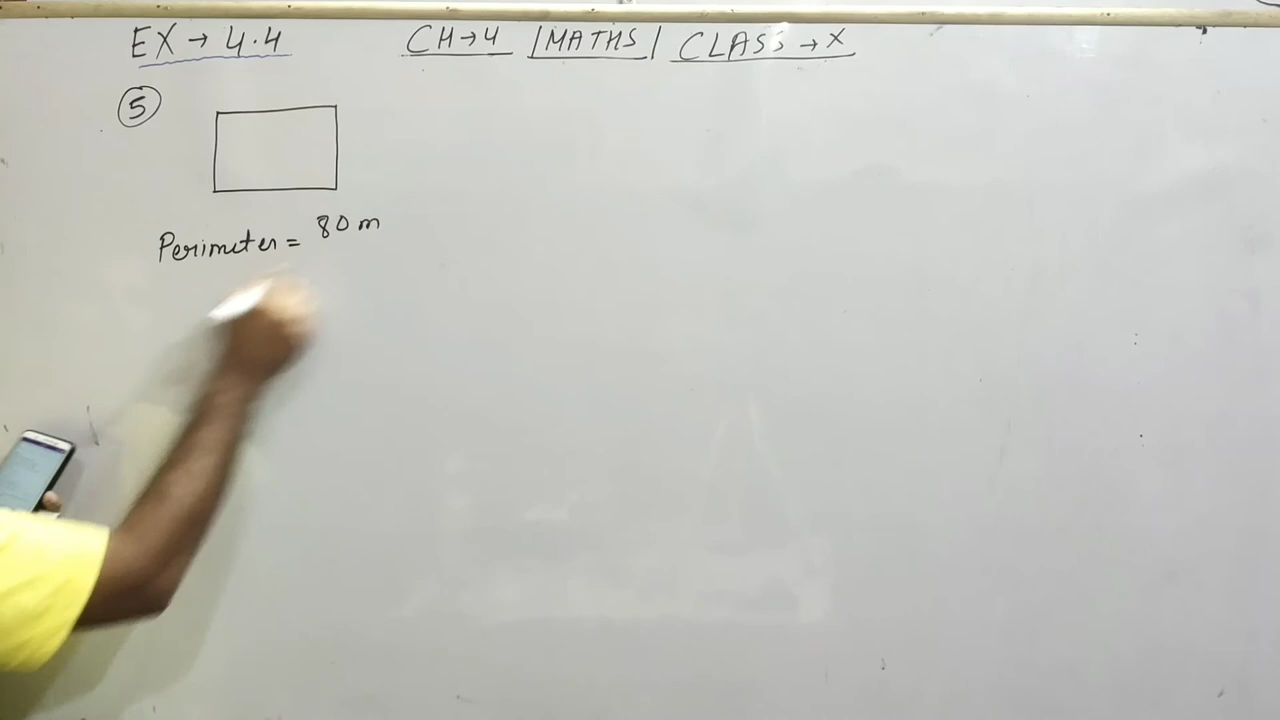 EX → 4.4 CH→4 |MATHS| CLASS → X
5
Perimeter = 80 m